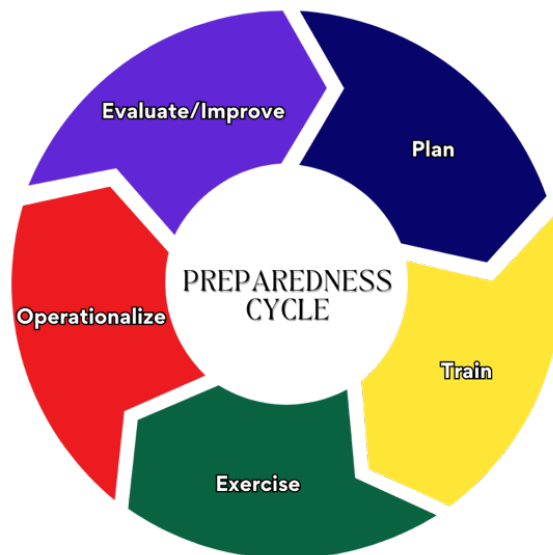 Evaluate/Improve
Plan
PREPAREDNESS
CYCLE
Operationalize
Train
Exercise